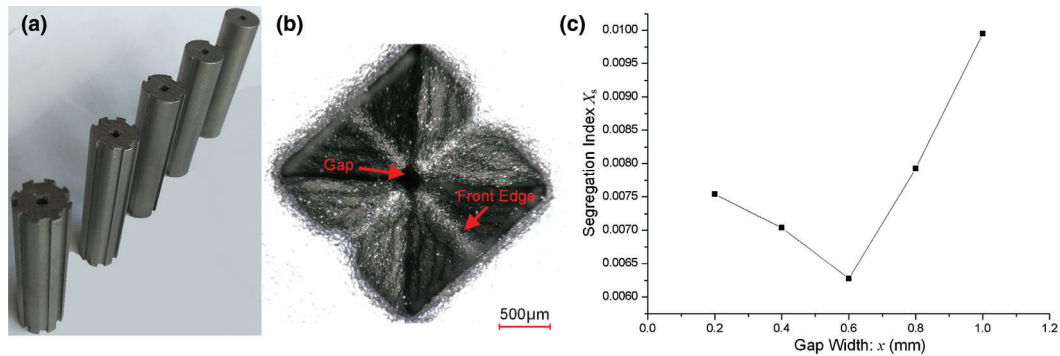 (a)
(b)
Gap
Front Edge
500μm
(c)
Segregation Index Xs
0.0100
0.0095
0.0090
0.0085
0.0080
0.0075
0.0070
0.0065
0.0060
0.0
0.2
0.4
0.6
0.8
1.0
1.2
Gap Width: x (mm)